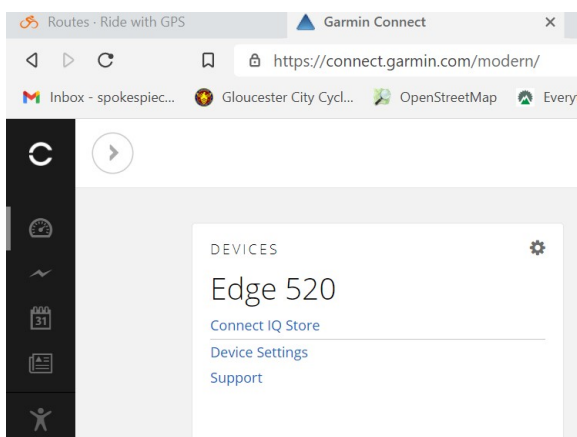 Routes - Ride with GPS
Garmin Connect
https://connect.garmin.com/modern/
Inbox - spokespiec...
Gloucester City Cycl...
OpenStreetMap
Every
31
DEVICES
Edge 520
Connect IQ Store
Device Settings
Support